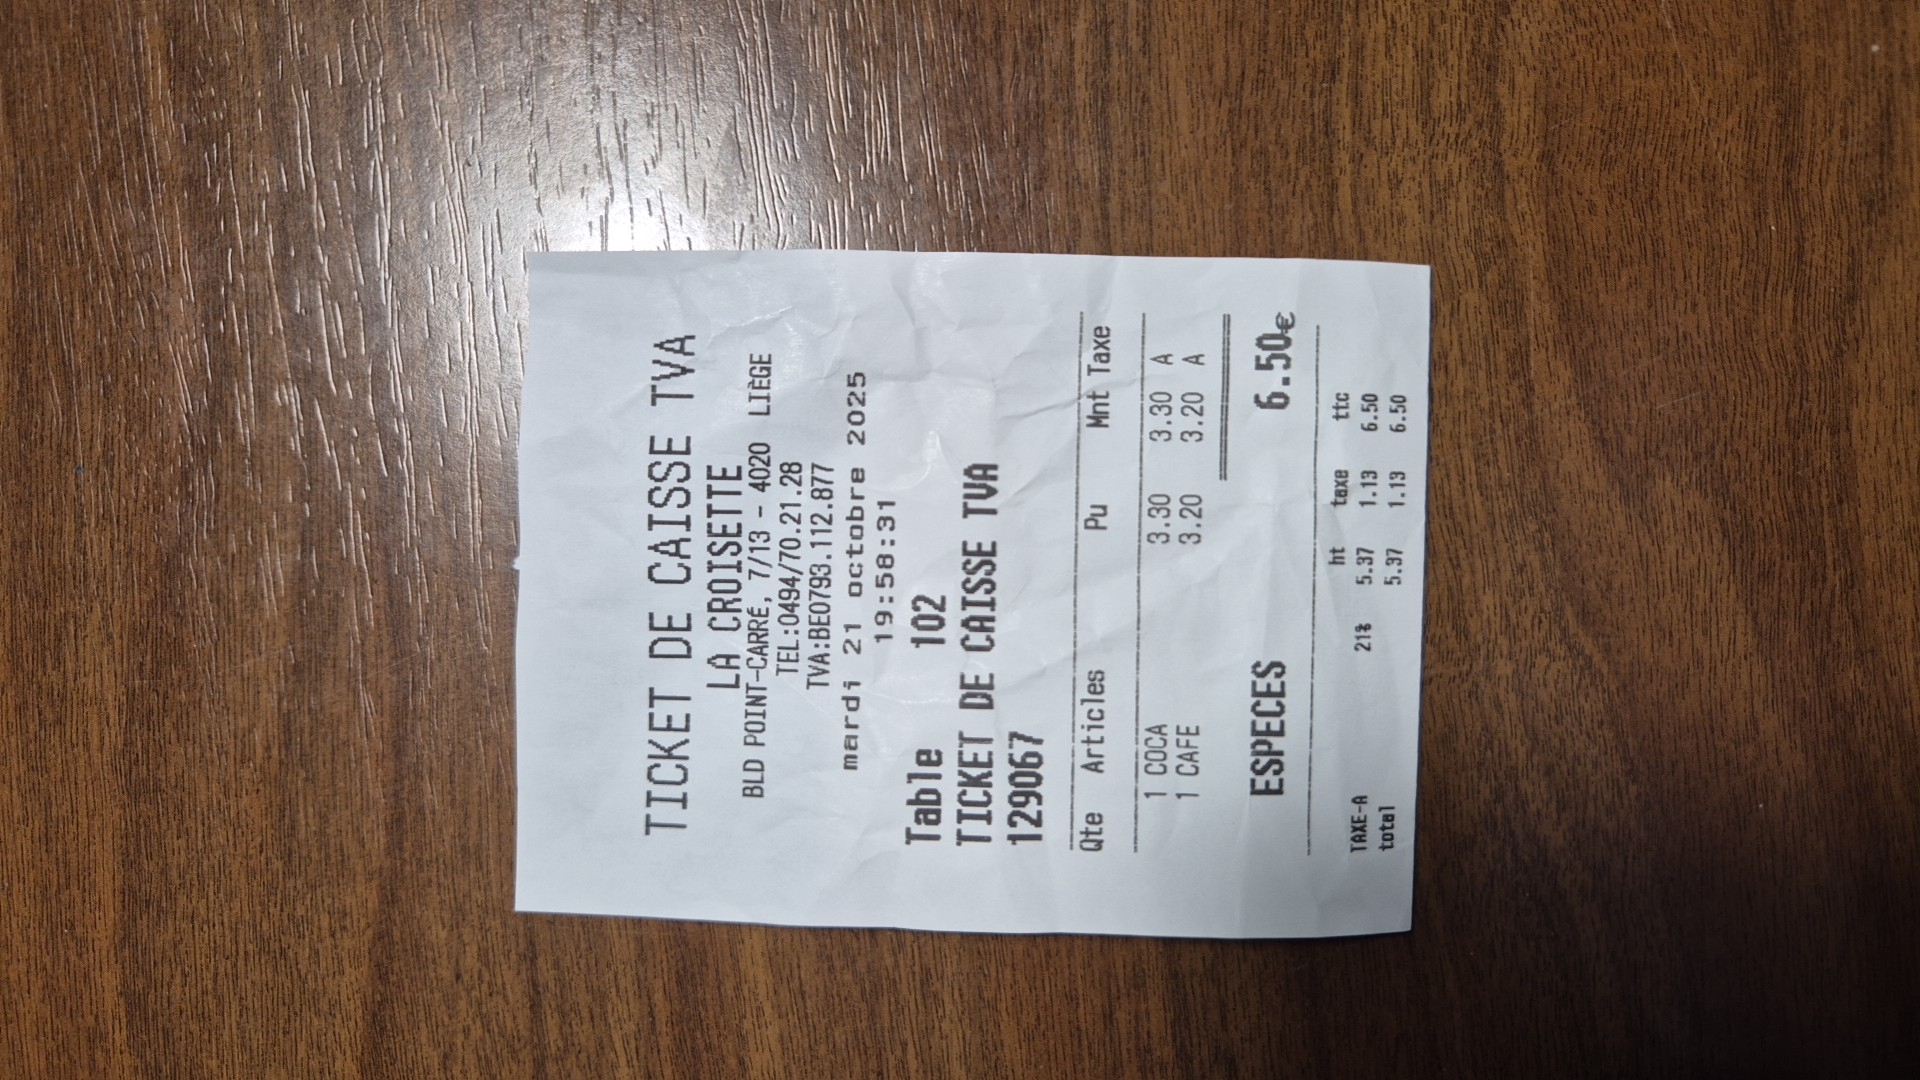 TICKET DE CAISSE TVA
LA CROISETTE
BLD POINT-CARRÉ, 7/13 - 4020 LIÈGE
TEL:0494/70.21.28
TVA:BE0793.112.877
mardi 21 octobre 2025
19:58:31
Table 102
TICKET DE CAISSE TVA
129067
Qte Articles Pu Mnt Taxe
1 COCA 3.30 3.30 A
1 CAFE 3.20 3.20 A
ESPECES 6.50€
ht taxe ttc
TAXE-A 21% 5.37 1.13 6.50
total 5.37 1.13 6.50